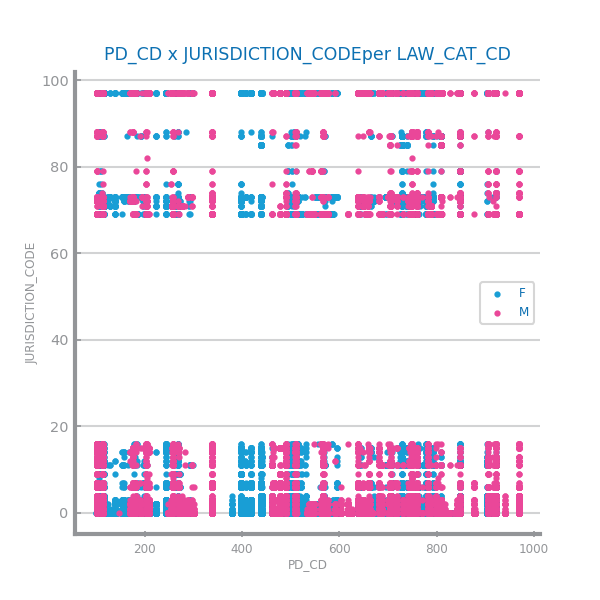 PD_CD x JURISDICTION_CODEper LAW_CAT_CD
100
80
60
40
20
0
JURISDICTION_CODE
F
M
200
400
600
800
1000
PD_CD